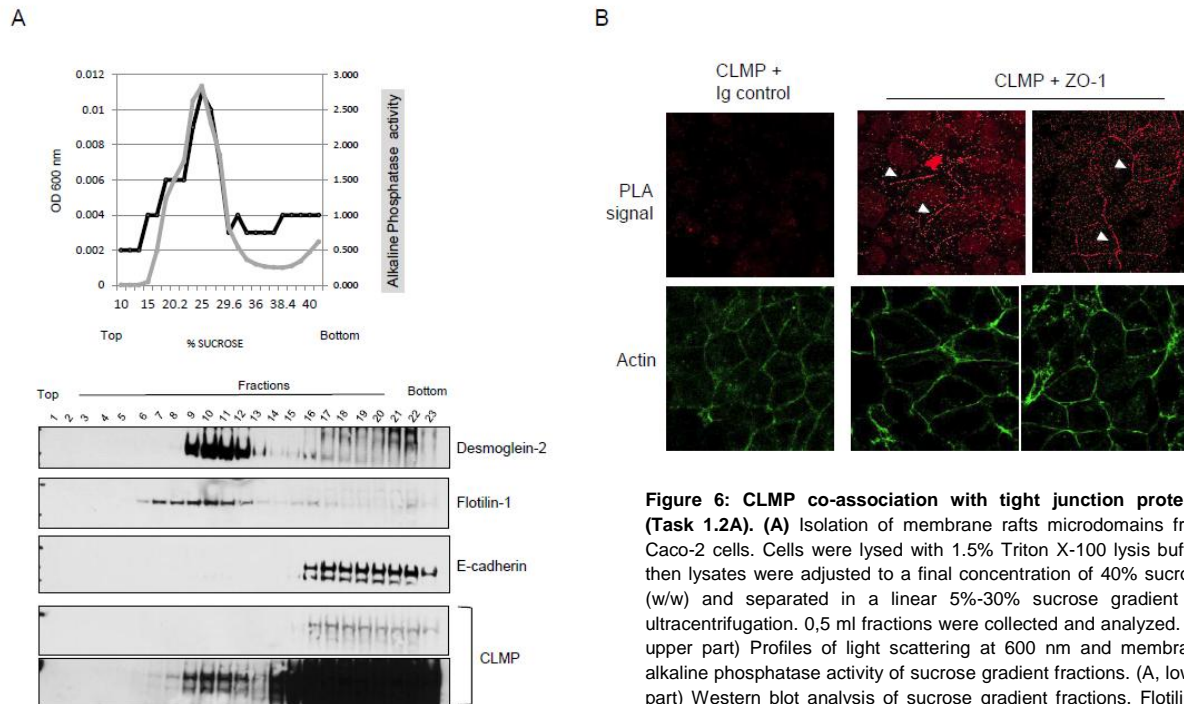 A
0.012
0.01
0.008
0.006
0.004
0.002
0
OD 600 nm
3.000
2.500
2.000
1.500
1.000
0.500
0.000
Alkaline Phosphatase activity
10 15 20.2 25 29.6 36 38.4 40
Top % SUCROSE Bottom
Top Fractions Bottom
1 2 3 4 5 6 7 8 9 10 11 12 13 14 15 16 17 18 19 20 21 22 23
Desmoglein-2
Flotilin-1
E-cadherin
CLMP
B
CLMP +
Ig control
CLMP + ZO-1
PLA
signal
Actin
Figure 6: CLMP co-association with tight junction prote
(Task 1.2A). (A) Isolation of membrane rafts microdomains fr
Caco-2 cells. Cells were lysed with 1.5% Triton X-100 lysis buf
then lysates were adjusted to a final concentration of 40% sucro
(w/w) and separated in a linear 5%-30% sucrose gradient
ultracentrifugation. 0,5 ml fractions were collected and analyzed.
upper part) Profiles of light scattering at 600 nm and membra
alkaline phosphatase activity of sucrose gradient fractions. (A, low
part) Western blot analysis of sucrose gradient fractions. Flotili